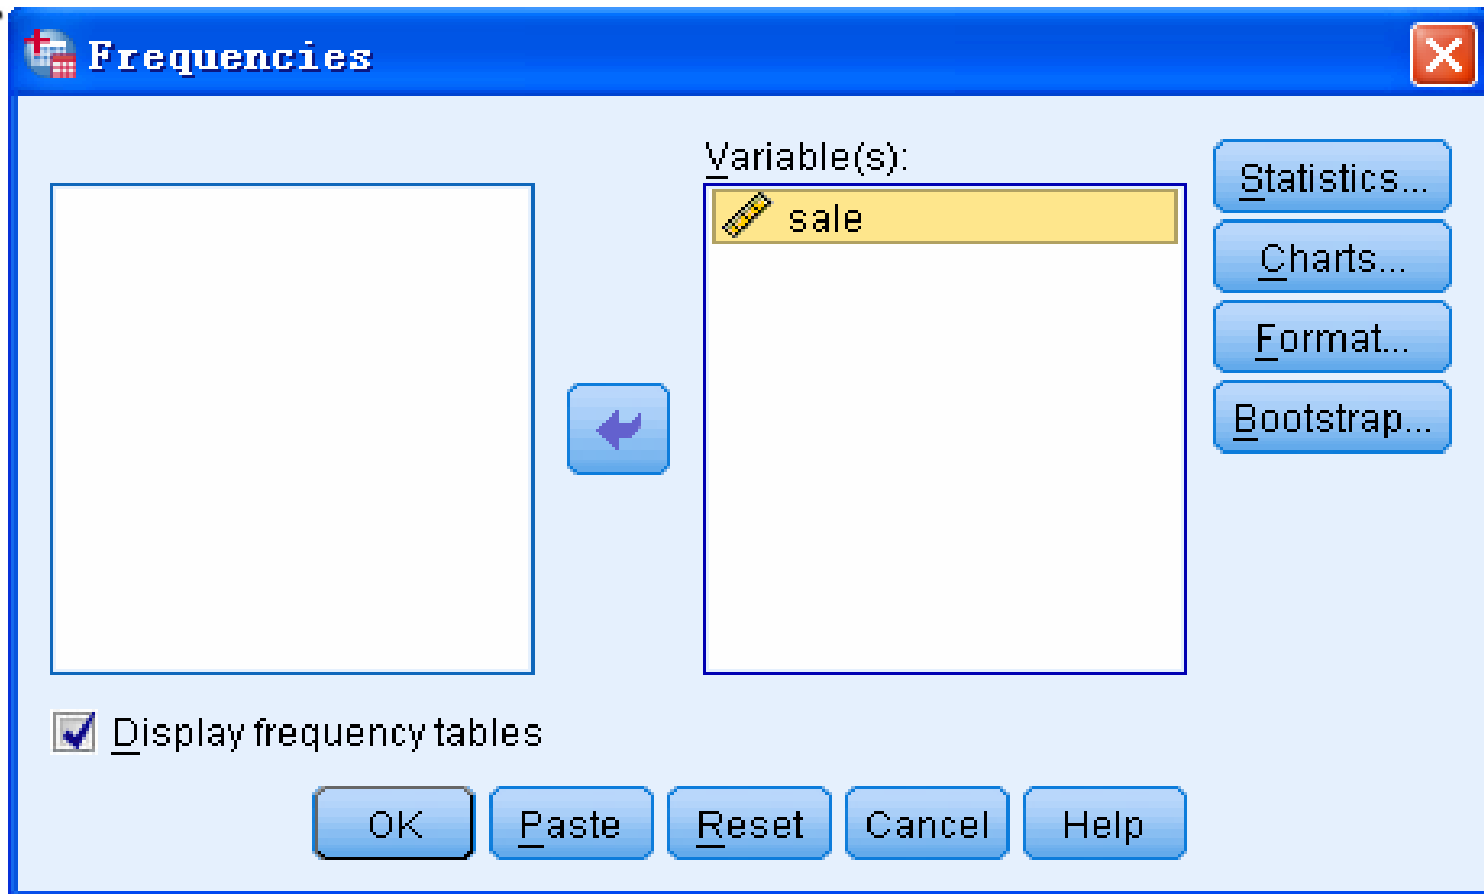 Frequencies
Variable(s):
sale
Statistics...
Charts...
Format...
Bootstrap...
Display frequency tables
OK
Paste
Reset
Cancel
Help